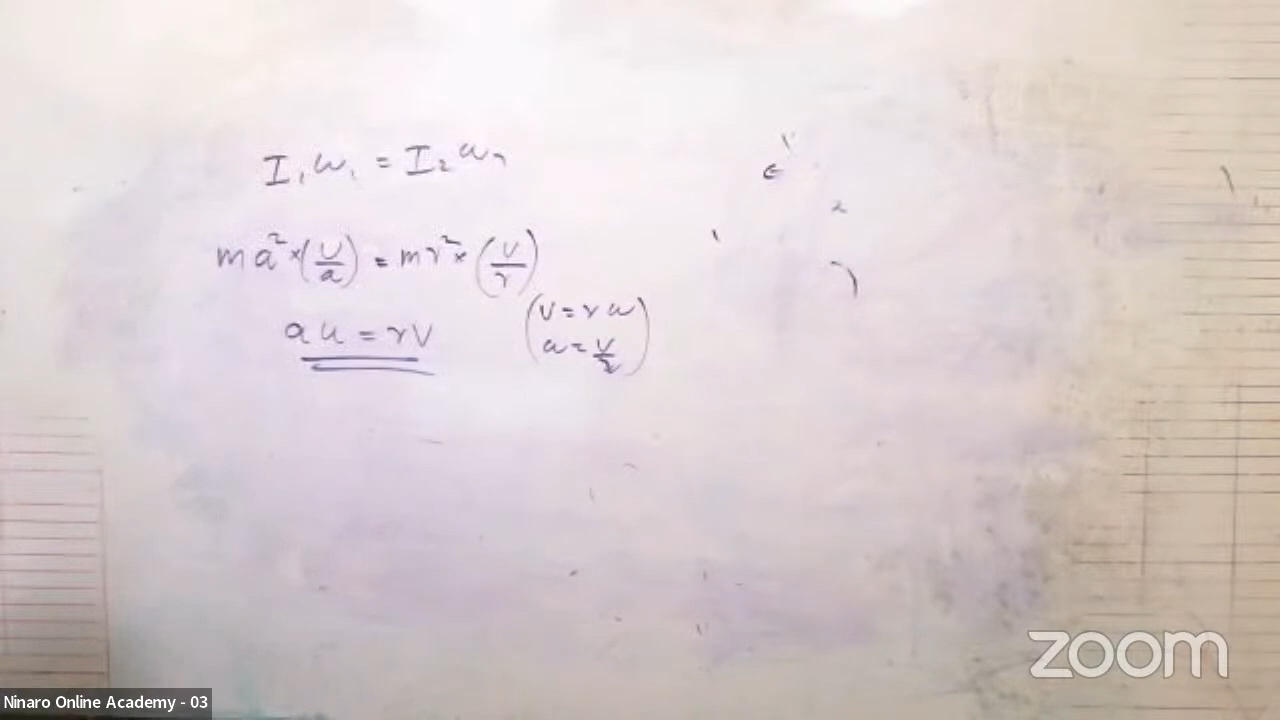 I₁ω₁ = I₂ω₂
ma²×(u/a) = mr²×(v/r)
au = rv
(v = rω
ω = v/r)
zoom
Ninaro Online Academy - 03